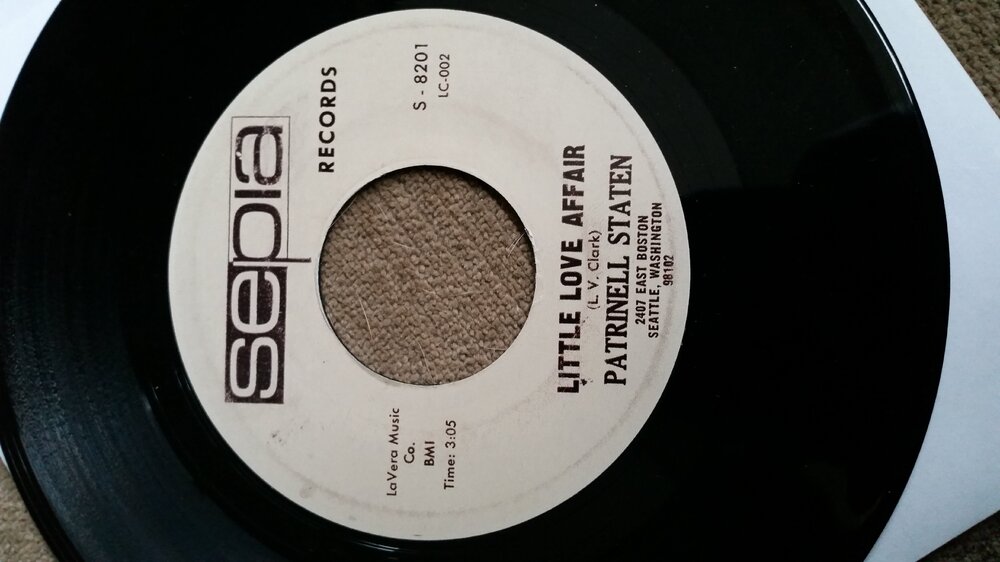 sepia
RECORDS
LaVera Music
Co.
BMI
Time: 3:05
S - 8201
LC-002
LITTLE LOVE AFFAIR
(L. V. Clark)
PATRINELL STATEN
2407 EAST BOSTON
SEATTLE, WASHINGTON
98102